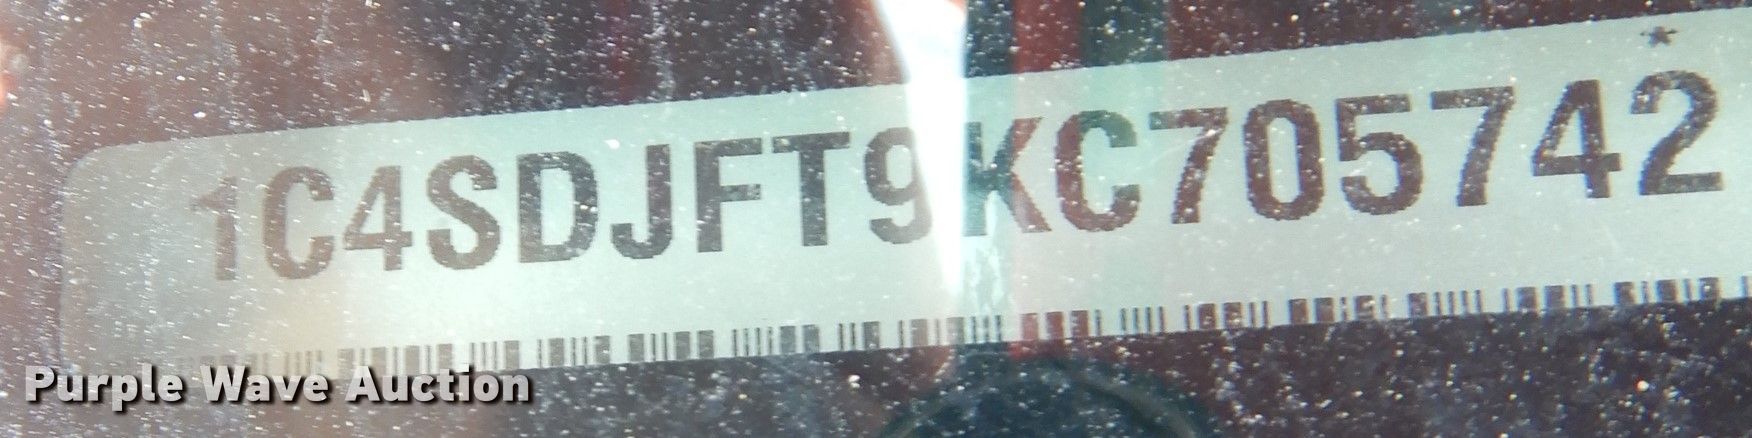 1C4SDJFT9KC705742*
Purple Wave Auction